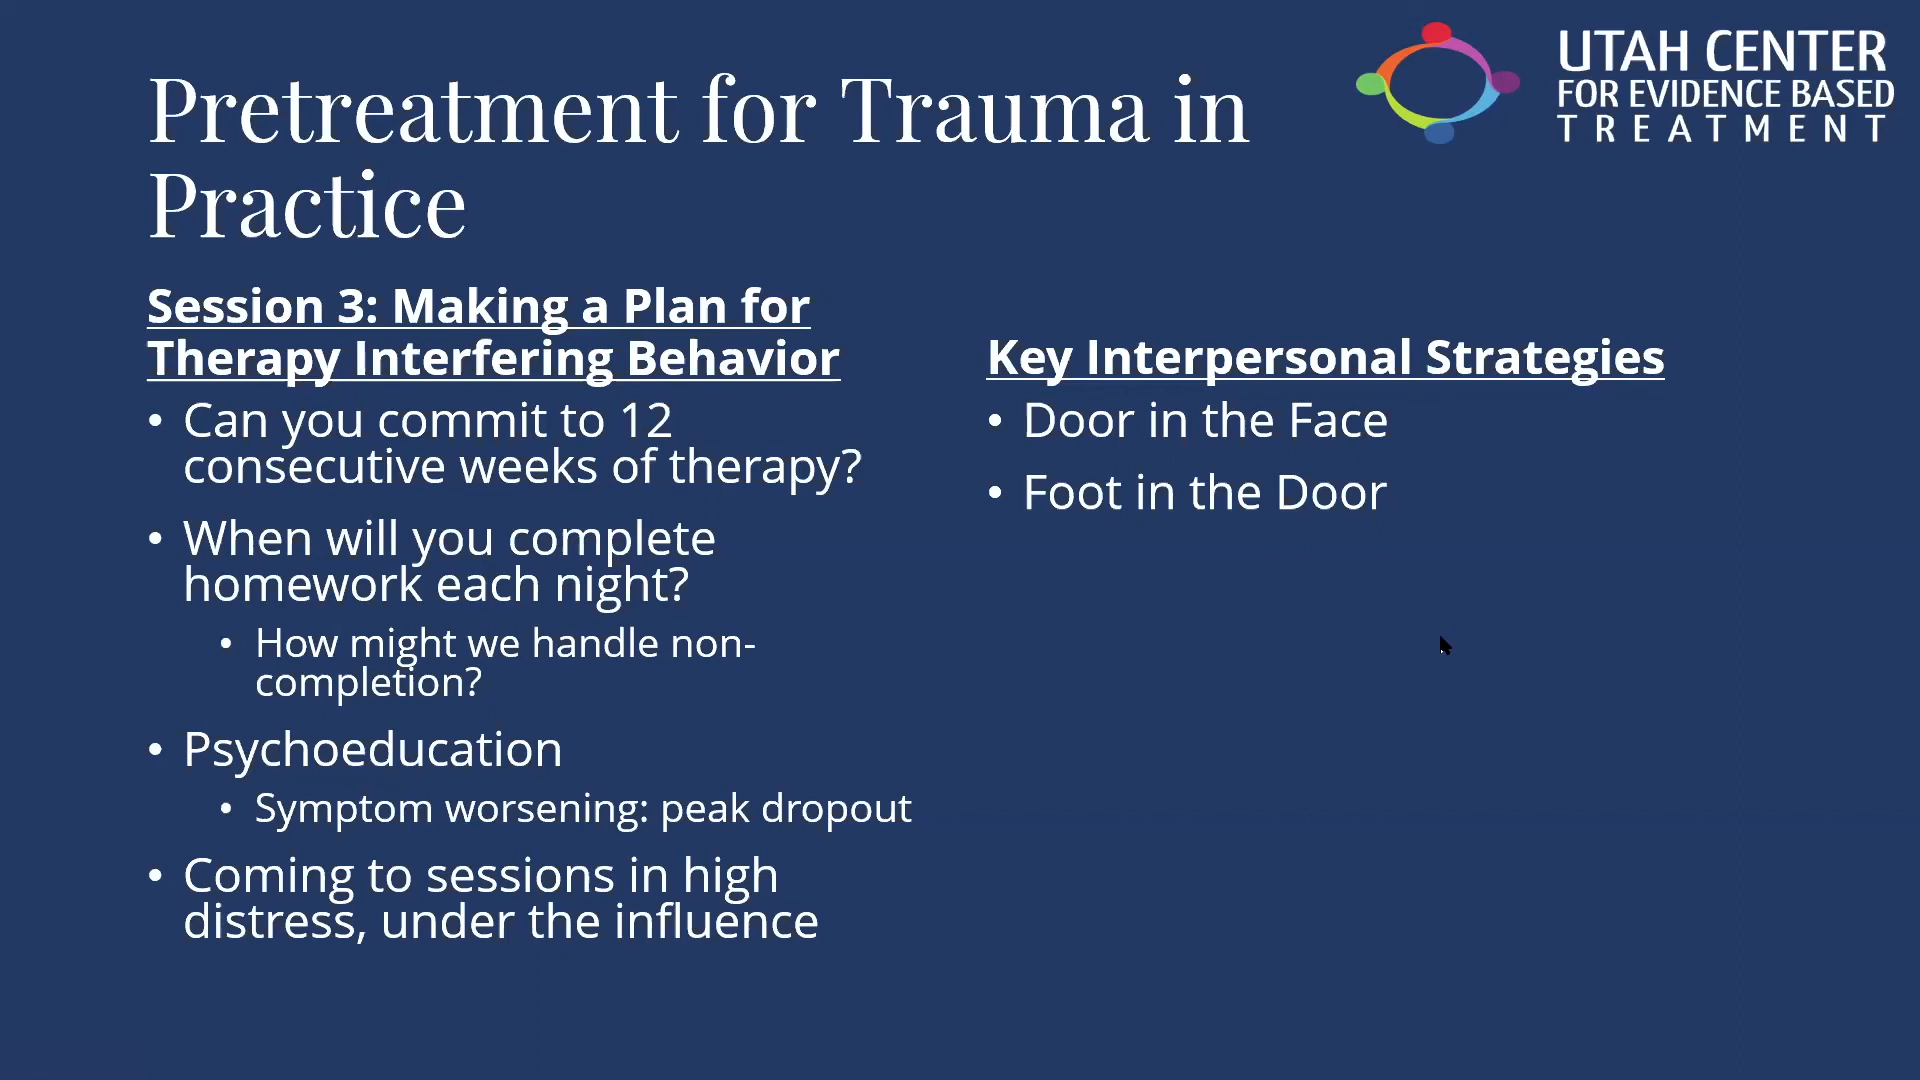 Pretreatment for Trauma in
Practice
UTAH CENTER
FOR EVIDENCE BASED
TREATMENT
Session 3: Making a Plan for
Therapy Interfering Behavior
• Can you commit to 12
consecutive weeks of therapy?
• When will you complete
homework each night?
• How might we handle non-
completion?
• Psychoeducation
• Symptom worsening: peak dropout
• Coming to sessions in high
distress, under the influence
Key Interpersonal Strategies
• Door in the Face
• Foot in the Door